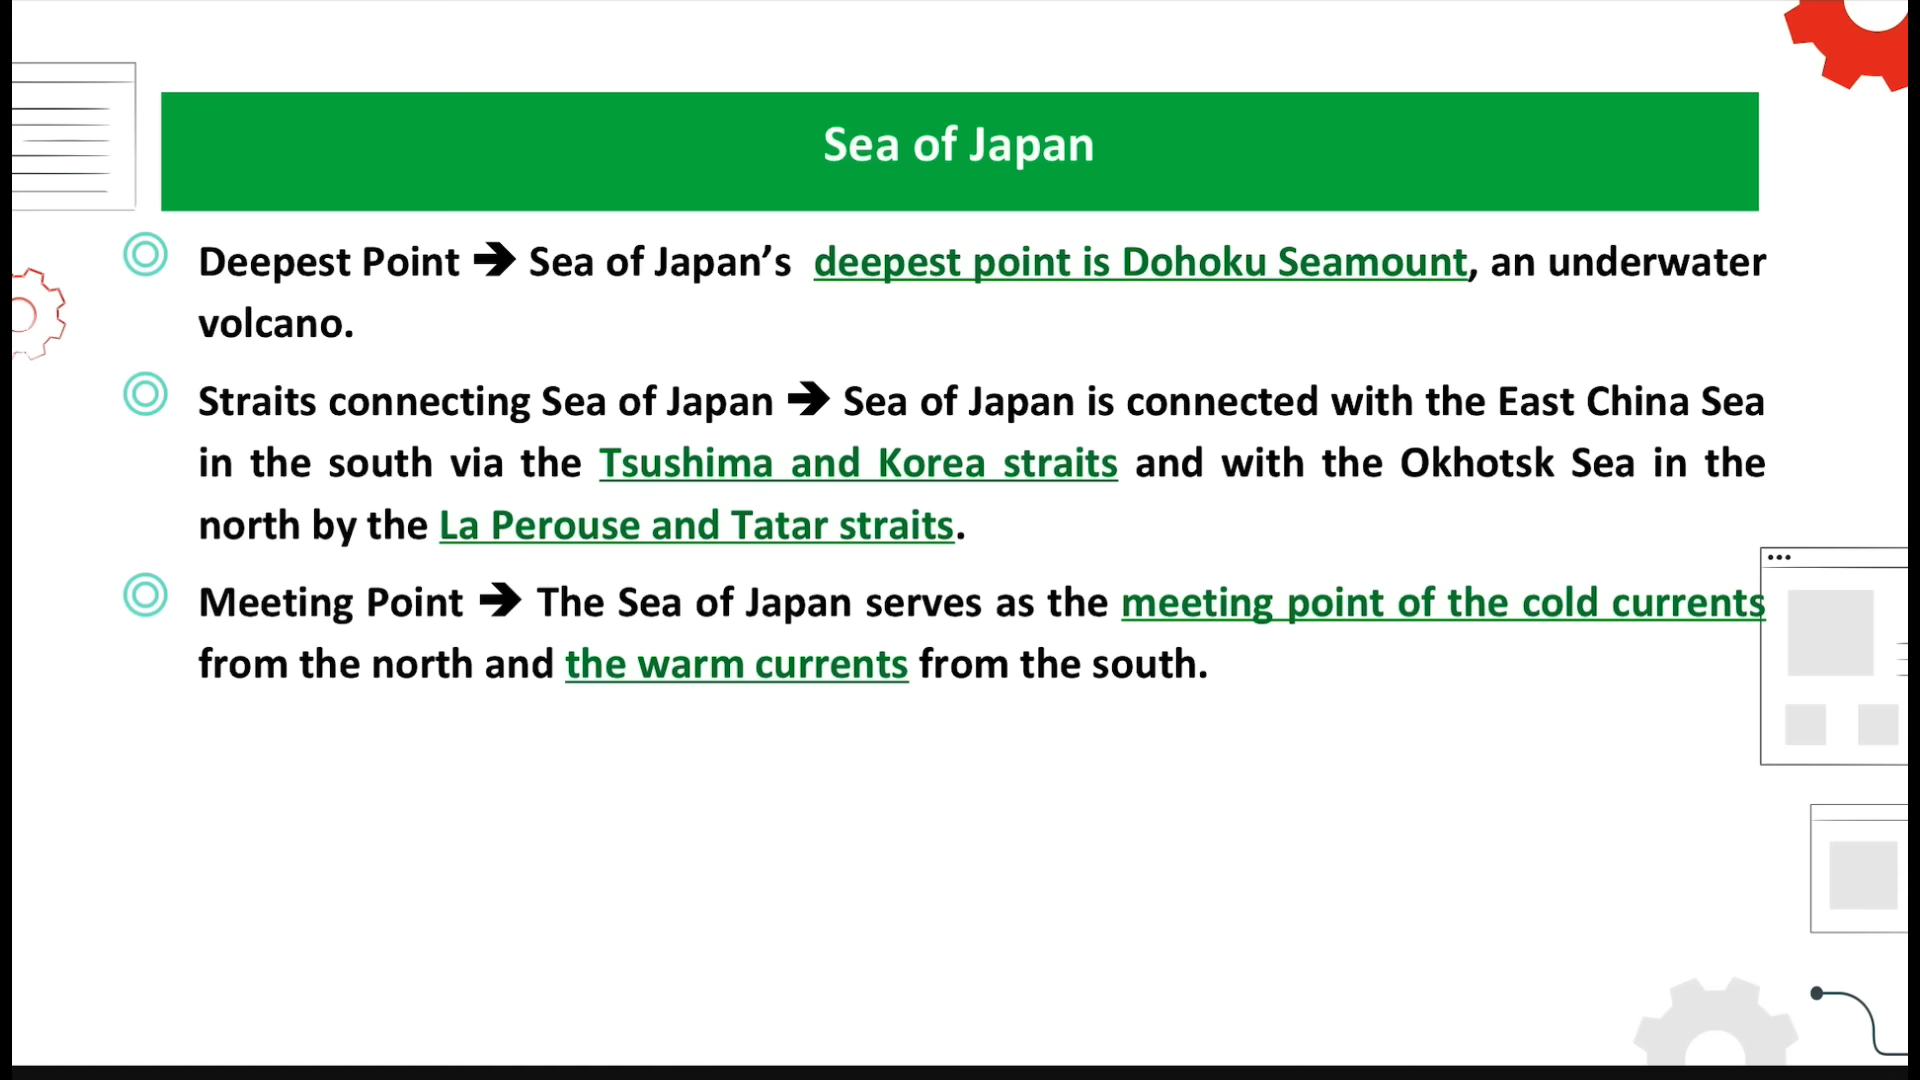 Sea of Japan
Deepest Point ➔ Sea of Japan’s deepest point is Dohoku Seamount, an underwater
volcano.
Straits connecting Sea of Japan ➔ Sea of Japan is connected with the East China Sea
in the south via the Tsushima and Korea straits and with the Okhotsk Sea in the
north by the La Perouse and Tatar straits.
Meeting Point ➔ The Sea of Japan serves as the meeting point of the cold currents
from the north and the warm currents from the south.